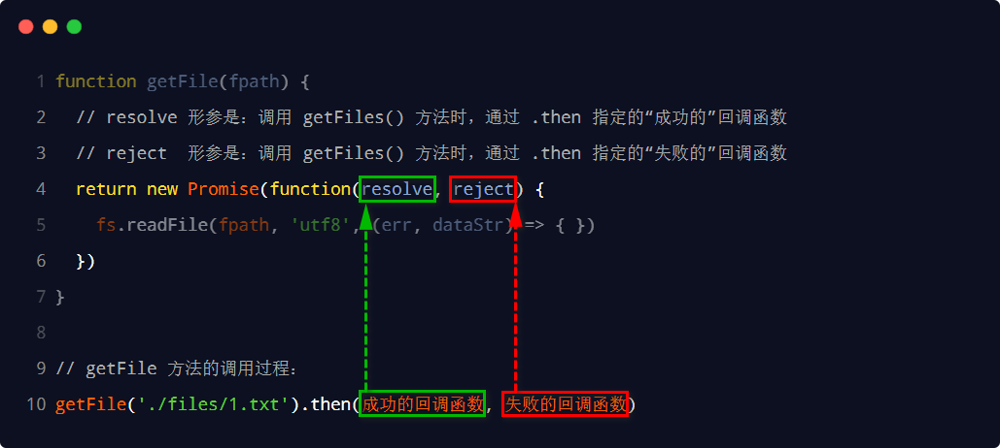 1 function getFile(fpath) {
2 // resolve 形参是：调用 getFiles() 方法时，通过 .then 指定的“成功的”回调函数
3 // reject 形参是：调用 getFiles() 方法时，通过 .then 指定的“失败的”回调函数
4 return new Promise(function(resolve, reject) {
5 fs.readFile(fpath, 'utf8', (err, dataStr) => { })
6 })
7 }
8
9 // getFile 方法的调用过程：
10 getFile('./files/1.txt').then(成功的回调函数, 失败的回调函数)